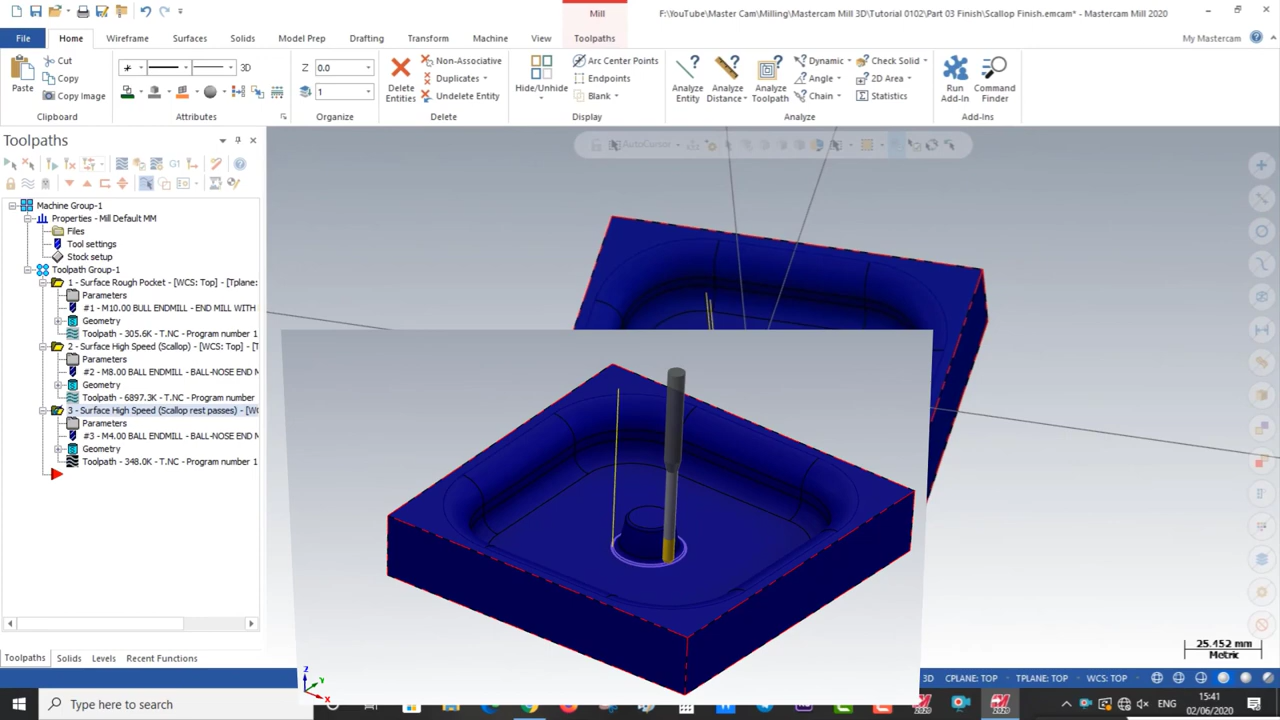 Mill
F:\YouTube\Master Cam\Milling\Mastercam Mill 3D\Tutorial 0102\Part 03 Finish\Scallop Finish.emcam* - Mastercam Mill 2020
File
Home
Wireframe
Surfaces
Solids
Model Prep
Drafting
Transform
Machine
View
Toolpaths
My Mastercam
Paste
Cut
Copy
Copy Image
Clipboard
3D
Attributes
Z
0.0
1
Organize
Delete
Entities
Non-Associative
Duplicates
Undelete Entity
Delete
Hide/Unhide
Arc Center Points
Endpoints
Blank
Display
Analyze
Entity
Analyze
Distance
Analyze
Toolpath
Dynamic
Angle
Chain
Check Solid
2D Area
Statistics
Analyze
Run
Add-In
Command
Finder
Add-Ins
Toolpaths
AutoCursor
G1
Machine Group-1
Properties - Mill Default MM
Files
Tool settings
Stock setup
Toolpath Group-1
1 - Surface Rough Pocket - [WCS: Top] - [Tplane:
Parameters
#1 - M10.00 BULL ENDMILL - END MILL WITH
Geometry
Toolpath - 305.6K - T.NC - Program number 1
2 - Surface High Speed (Scallop) - [WCS: Top] - [T
Parameters
#2 - M8.00 BALL ENDMILL - BALL-NOSE END M
Geometry
Toolpath - 6897.3K - T.NC - Program number
3 - Surface High Speed (Scallop rest passes) - [WC
Parameters
#3 - M4.00 BALL ENDMILL - BALL-NOSE END M
Geometry
Toolpath - 348.0K - T.NC - Program number 1
Z
Y
X
25.452 mm
Metric
Toolpaths
Solids
Levels
Recent Functions
3D
CPLANE: TOP
TPLANE: TOP
WCS: TOP
Type here to search
ENG
15:41
02/06/2020